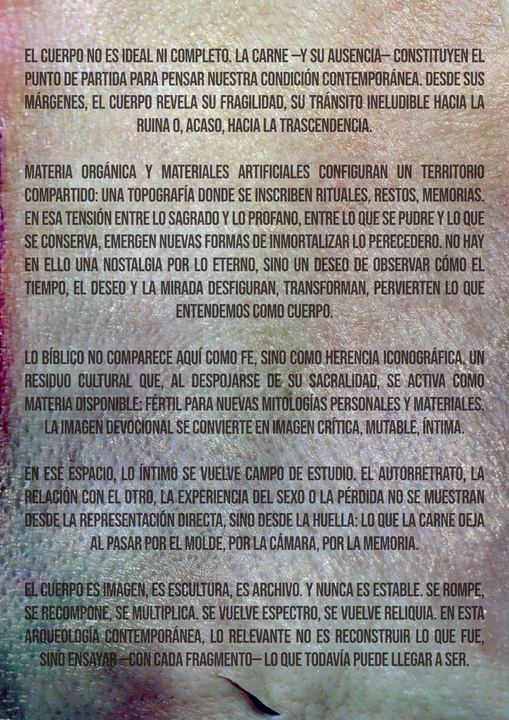 EL CUERPO NO ES IDEAL NI COMPLETO. LA CARNE —Y SU AUSENCIA— CONSTITUYEN EL
PUNTO DE PARTIDA PARA PENSAR NUESTRA CONDICIÓN CONTEMPORÁNEA. DESDE SUS
MÁRGENES, EL CUERPO REVELA SU FRAGILIDAD, SU TRÁNSITO INELUDIBLE HACIA LA
RUINA O, ACASO, HACIA LA TRASCENDENCIA.
MATERIA ORGÁNICA Y MATERIALES ARTIFICIALES CONFIGURAN UN TERRITORIO
COMPARTIDO: UNA TOPOGRAFÍA DONDE SE INSCRIBEN RITUALES, RESTOS, MEMORIAS.
EN ESA TENSIÓN ENTRE LO SAGRADO Y LO PROFANO, ENTRE LO QUE SE PUDRE Y LO QUE
SE CONSERVA, EMERGEN NUEVAS FORMAS DE INMORTALIZAR LO PERECEDERO. NO HAY
EN ELLO UNA NOSTALGIA POR LO ETERNO, SINO UN DESEO DE OBSERVAR CÓMO EL
TIEMPO, EL DESEO Y LA MIRADA DESFIGURAN, TRANSFORMAN, PERVIERTEN LO QUE
ENTENDEMOS COMO CUERPO.
LO BÍBLICO NO COMPARECE AQUÍ COMO FE, SINO COMO HERENCIA ICONOGRÁFICA, UN
RESIDUO CULTURAL QUE, AL DESPOJARSE DE SU SACRALIDAD, SE ACTIVA COMO
MATERIA DISPONIBLE: FÉRTIL PARA NUEVAS MITOLOGÍAS PERSONALES Y MATERIALES.
LA IMAGEN DEVOCIONAL SE CONVIERTE EN IMAGEN CRÍTICA, MUTABLE, ÍNTIMA.
EN ESE ESPACIO, LO ÍNTIMO SE VUELVE CAMPO DE ESTUDIO. EL AUTORRETRATO, LA
RELACIÓN CON EL OTRO, LA EXPERIENCIA DEL SEXO O LA PÉRDIDA NO SE MUESTRAN
DESDE LA REPRESENTACIÓN DIRECTA, SINO DESDE LA HUELLA: LO QUE LA CARNE DEJA
AL PASAR POR EL MOLDE, POR LA CÁMARA, POR LA MEMORIA.
EL CUERPO ES IMAGEN, ES ESCULTURA, ES ARCHIVO. Y NUNCA ES ESTABLE. SE ROMPE,
SE RECOMPONE, SE MULTIPLICA. SE VUELVE ESPECTRO, SE VUELVE RELIQUIA. EN ESTA
ARQUEOLOGÍA CONTEMPORÁNEA, LO RELEVANTE NO ES RECONSTRUIR LO QUE FUE,
SINO ENSAYAR —CON CADA FRAGMENTO— LO QUE TODAVÍA PUEDE LLEGAR A SER.